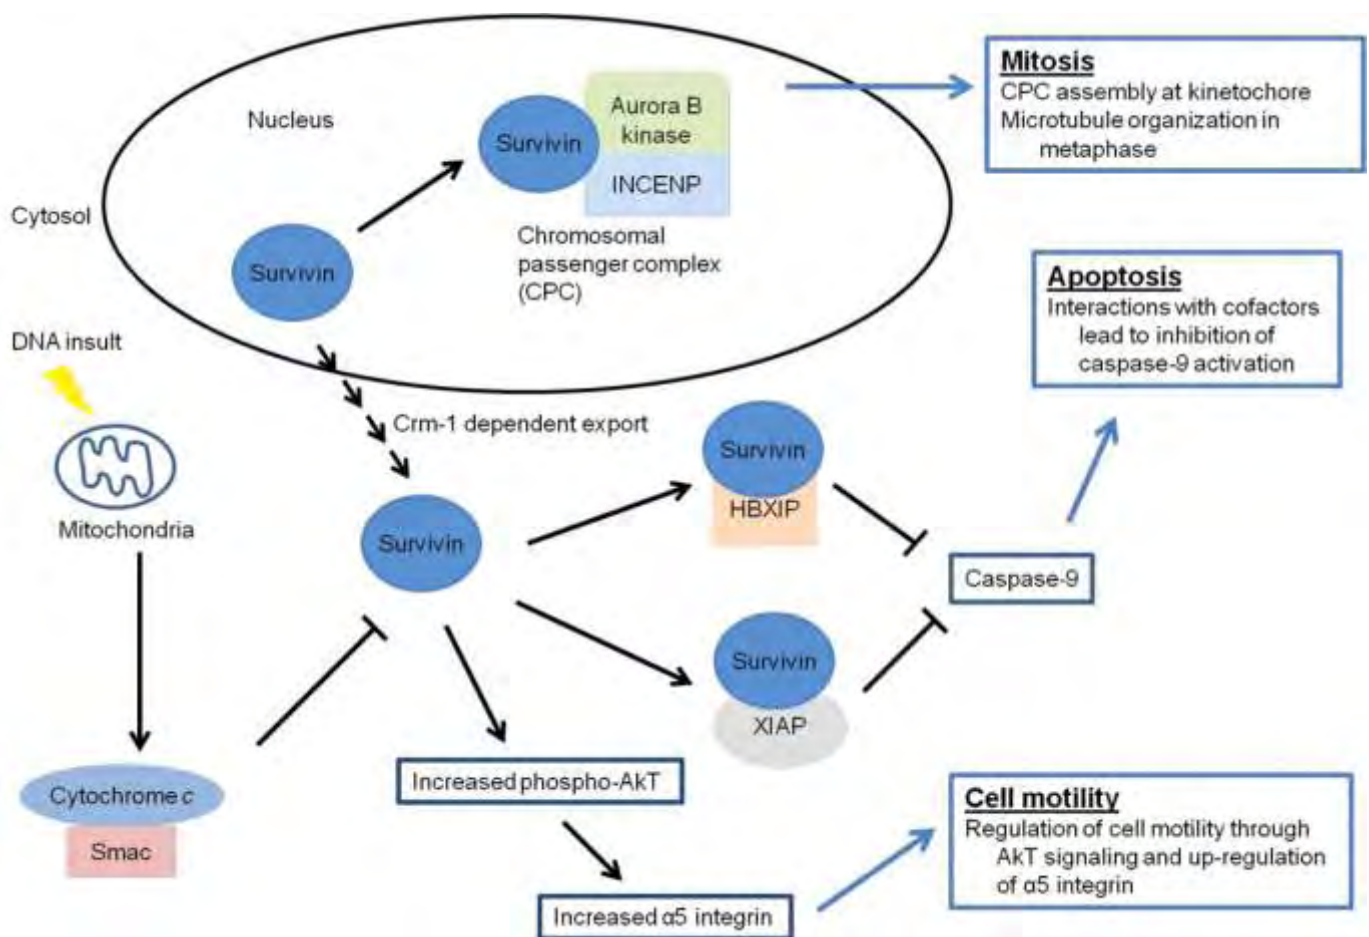 Mitosis
CPC assembly at kinetochore
Microtubule organization in
metaphase
Nucleus
Survivin
Aurora B
kinase
INCENP
Cytosol
Survivin
Chromosomal
passenger complex
(CPC)
Apoptosis
Interactions with cofactors
lead to inhibition of
caspase-9 activation
DNA insult
Crm-1 dependent export
Mitochondria
Survivin
Survivin
HBXIP
Caspase-9
Survivin
XIAP
Increased phospho-AkT
Cytochrome c
Smac
Cell motility
Regulation of cell motility through
AkT signaling and up-regulation
of α5 integrin
Increased α5 integrin